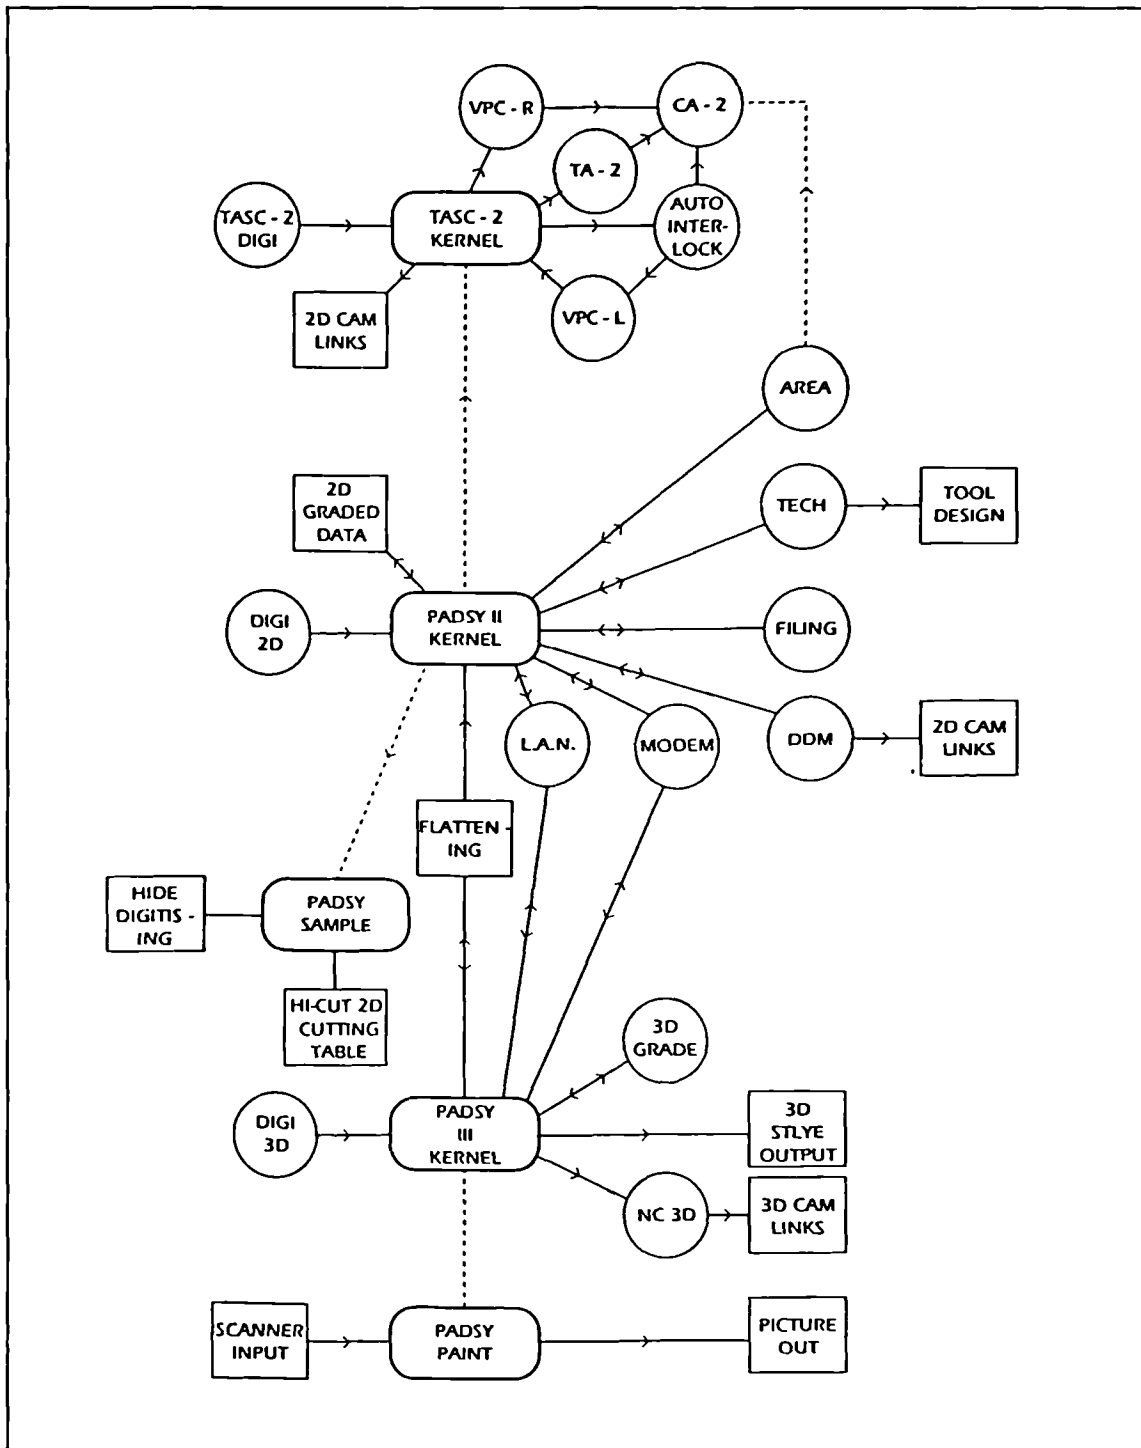 VPC - R
CA - 2
TA - 2
TASC - 2
DIGI
TASC - 2
KERNEL
AUTO
INTER-
LOCK
2D CAM
LINKS
VPC - L
AREA
2D
GRADED
DATA
TECH
TOOL
DESIGN
DIGI
2D
PADSY II
KERNEL
FILING
L.A.N.
MODEM
DDM
2D CAM
LINKS
FLATTEN -
ING
HIDE
DIGITIS -
ING
PADSY
SAMPLE
HI-CUT 2D
CUTTING
TABLE
3D
GRADE
DIGI
3D
PADSY
III
KERNEL
3D
STLYE
OUTPUT
NC 3D
3D CAM
LINKS
SCANNER
INPUT
PADSY
PAINT
PICTURE
OUT